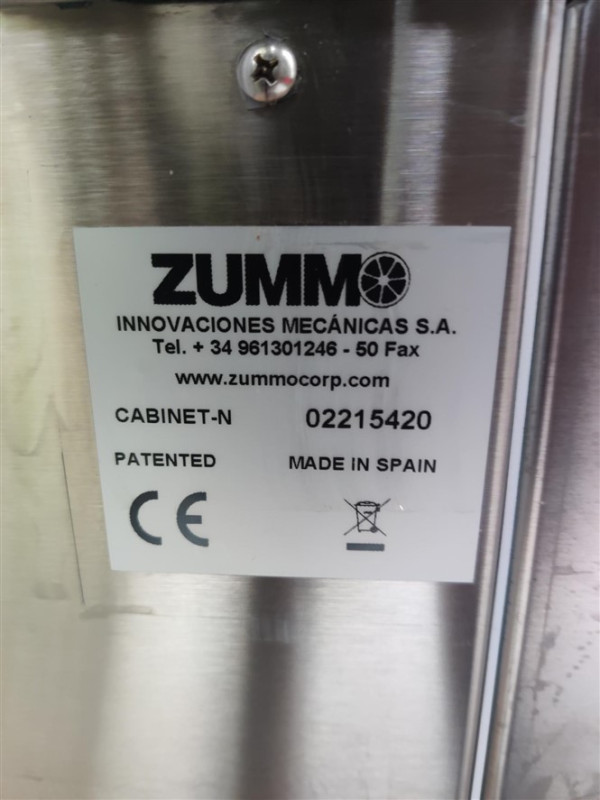 ZUMMO
INNOVACIONES MECÁNICAS S.A.
Tel. + 34 961301246 - 50 Fax
www.zummocorp.com
CABINET-N 02215420
PATENTED MADE IN SPAIN
CE